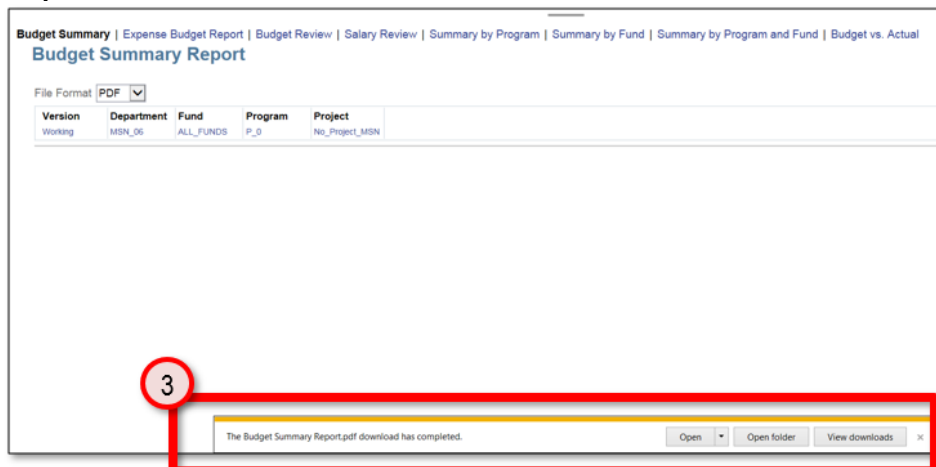 Budget Summary | Expense Budget Report | Budget Review | Salary Review | Summary by Program | Summary by Fund | Summary by Program and Fund | Budget vs. Actual
Budget Summary Report
File Format PDF
Version Department Fund Program Project
Working MSN_06 ALL_FUNDS P_0 No_Project_MSN
3
The Budget Summary Report.pdf download has completed. Open Open folder View downloads ×